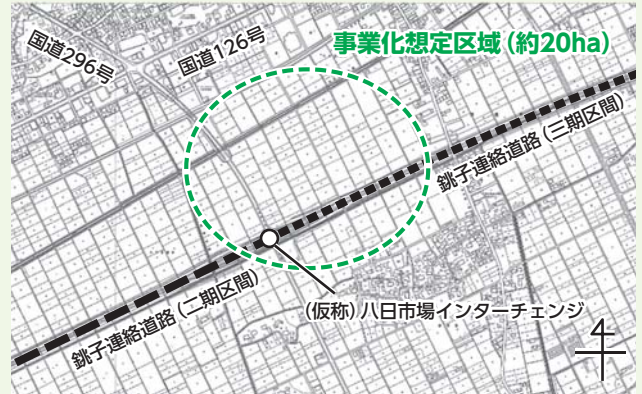 国道296号
国道126号
事業化想定区域(約20ha)
銚子連絡道路(三期区間)
銚子連絡道路(二期区間)
(仮称)八日市場インターチェンジ